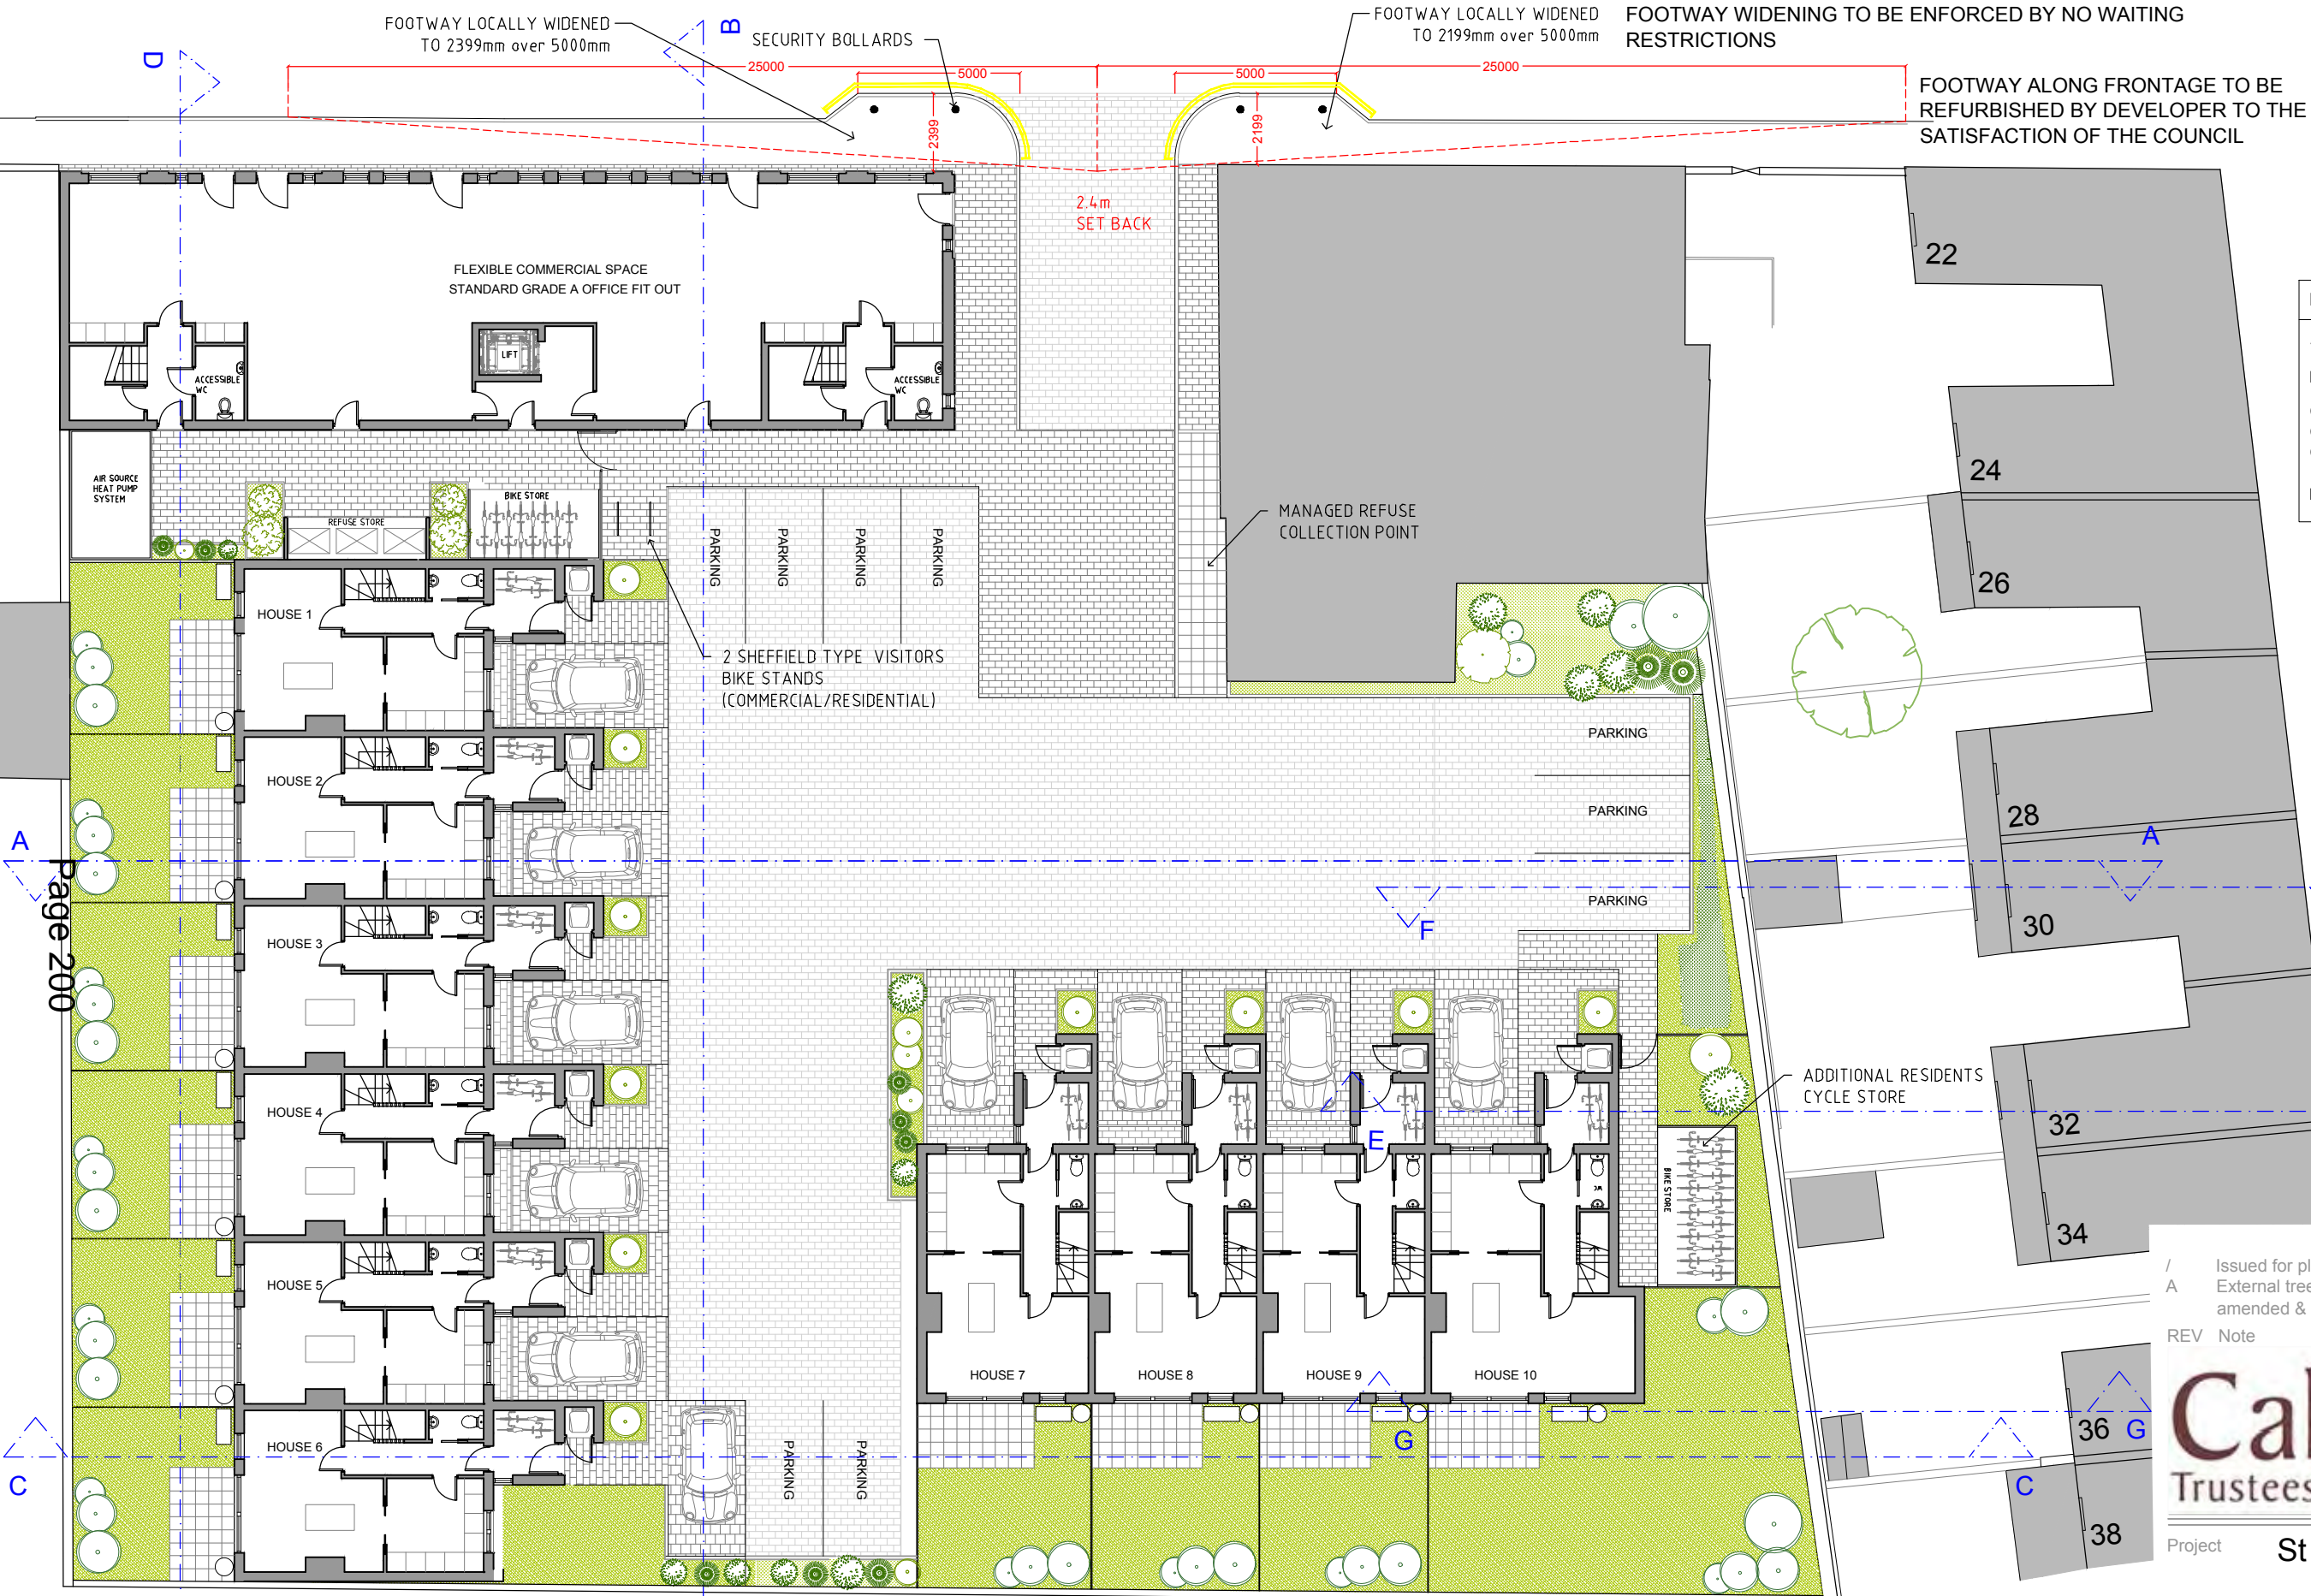 FOOTWAY LOCALLY WIDENED
TO 2399mm over 5000mm
B
SECURITY BOLLARDS
FOOTWAY LOCALLY WIDENED
TO 2199mm over 5000mm
FOOTWAY WIDENING TO BE ENFORCED BY NO WAITING
RESTRICTIONS
D
25000
5000
5000
25000
FOOTWAY ALONG FRONTAGE TO BE
REFURBISHED BY DEVELOPER TO THE
SATISFACTION OF THE COUNCIL
2399
2199
2.4m
SET BACK
22
FLEXIBLE COMMERCIAL SPACE
STANDARD GRADE A OFFICE FIT OUT
LIFT
ACCESSIBLE
WC
ACCESSIBLE
WC
24
AIR SOURCE
HEAT PUMP
SYSTEM
REFUSE STORE
BIKE STORE
MANAGED REFUSE
COLLECTION POINT
PARKING
PARKING
PARKING
PARKING
26
HOUSE 1
2 SHEFFIELD TYPE VISITORS
BIKE STANDS
(COMMERCIAL/RESIDENTIAL)
PARKING
HOUSE 2
PARKING
28
A
A
Page 200
PARKING
F
30
HOUSE 3
ADDITIONAL RESIDENTS
CYCLE STORE
HOUSE 4
E
32
BIKE STORE
WC
34
HOUSE 5
/ Issued for pl
A External tree
amended &
REV Note
HOUSE 7
HOUSE 8
HOUSE 9
HOUSE 10
HOUSE 6
36
G
G
C
C
PARKING
PARKING
38
Cal
Trustees
Project St